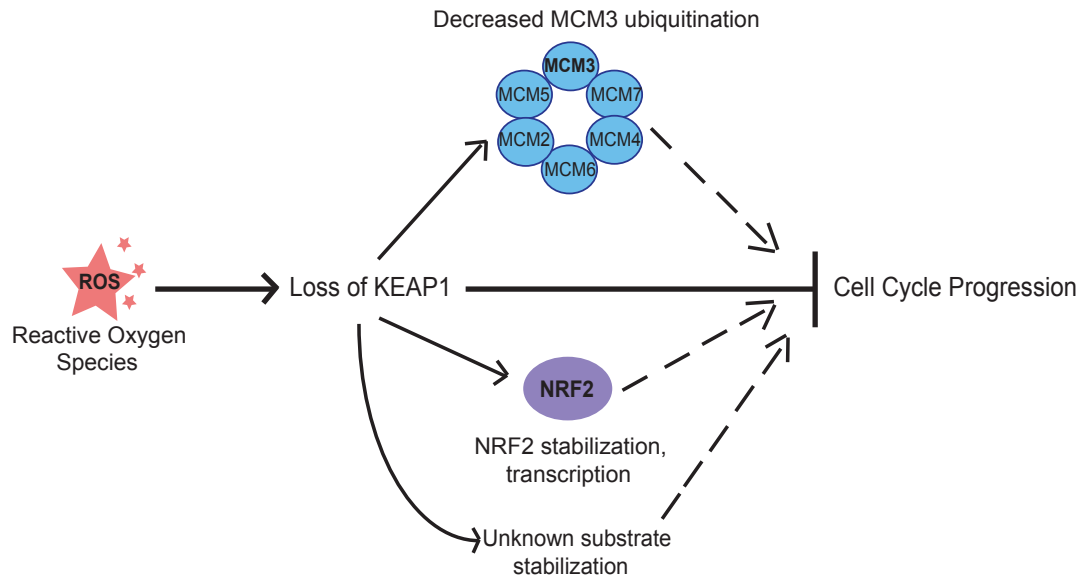 Decreased MCM3 ubiquitination
MCM3
MCM5
MCM7
MCM2
MCM4
MCM6
ROS
Reactive Oxygen
Species
Loss of KEAP1
Cell Cycle Progression
NRF2
NRF2 stabilization,
transcription
Unknown substrate
stabilization